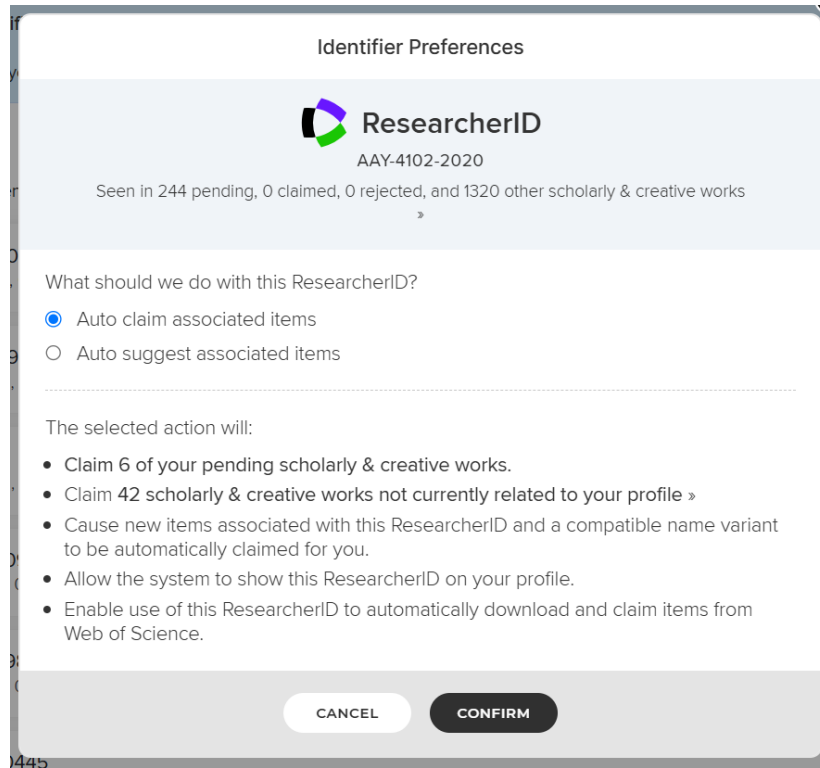 Identifier Preferences
ResearcherID
AAY-4102-2020
Seen in 244 pending, 0 claimed, 0 rejected, and 1320 other scholarly & creative works
»
What should we do with this ResearcherID?
Auto claim associated items
Auto suggest associated items
The selected action will:
• Claim 6 of your pending scholarly & creative works.
• Claim 42 scholarly & creative works not currently related to your profile »
• Cause new items associated with this ResearcherID and a compatible name variant
to be automatically claimed for you.
• Allow the system to show this ResearcherID on your profile.
• Enable use of this ResearcherID to automatically download and claim items from
Web of Science.
CANCEL
CONFIRM